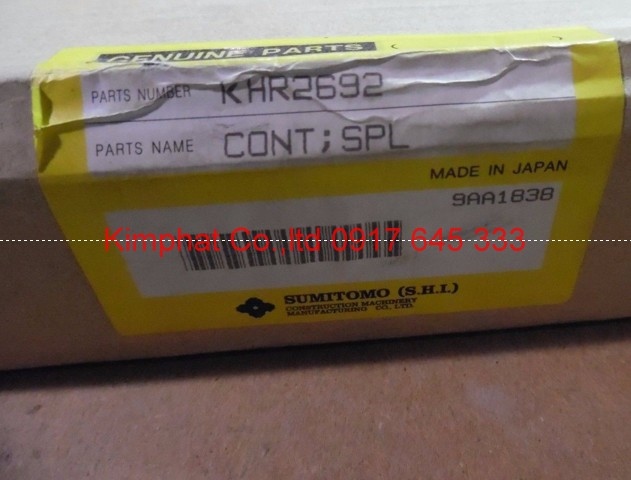 GENUINE PARTS
PARTS NUMBER KHR2692
PARTS NAME CONT;SPL
MADE IN JAPAN
9AA1838
Kimphat Co ,ltd 0917 645 333
SUMITOMO (S.H.I.)
CONSTRUCTION MACHINERY
MANUFACTURING CO., LTD.